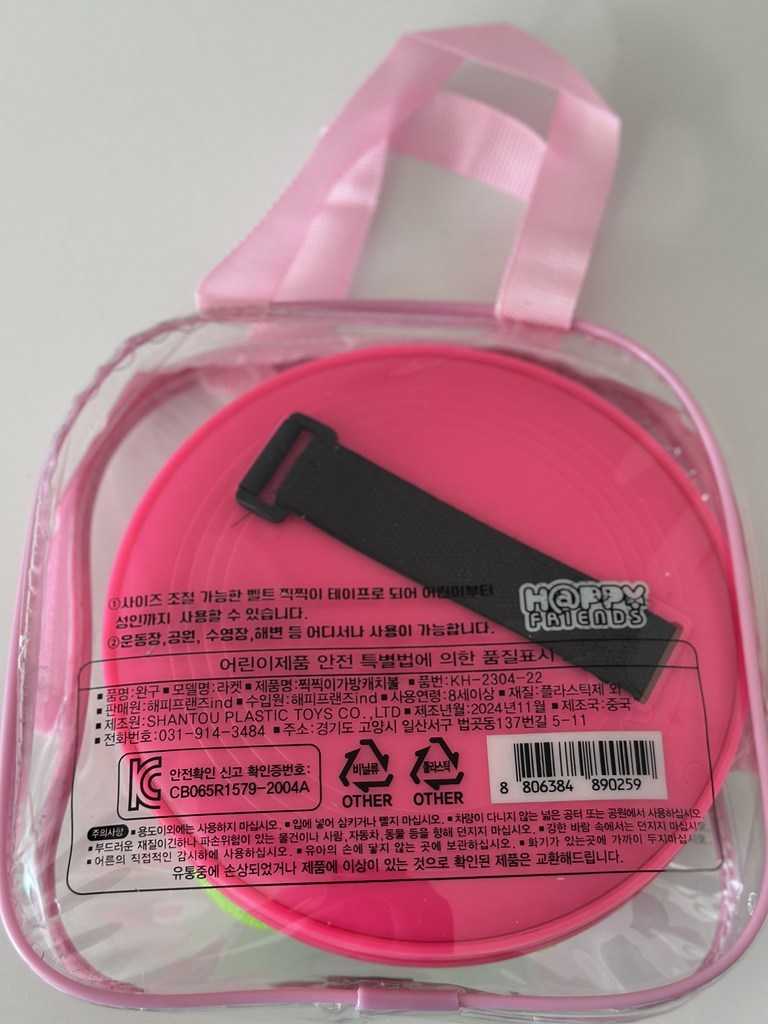 ①사이즈 조절 가능한 벨트 찍찍이 테이프로 되어 어린이부터
성인까지 사용할 수 있습니다.
②운동장,공원, 수영장,해변 등 어디서나 사용이 가능합니다.
HAPPY
FRIENDS
어린이제품 안전 특별법에 의한 품질표시
▪품명:완구 ▪모델명:라켓 ▪제품명:찍찍이가방캐치볼 ▪품번:KH-2304-22
▪판매원:해피프랜즈ind ▪수입원:해피프랜즈ind ▪사용연령:8세이상 ▪재질:플라스틱제 외
▪제조원:SHANTOU PLASTIC TOYS CO.,LTD ▪제조년월:2024년11월 ▪제조국:중국
▪전화번호:031-914-3484 ▪주소:경기도 고양시 일산서구 법곳동137번길 5-11
안전확인 신고 확인증번호:
CB065R1579-2004A
비닐류
OTHER
플라스틱
OTHER
8 806384 890259
주의사항 ▪용도이외에는 사용하지 마십시오. ▪입에 넣어 삼키거나 빨지 마십시오. ▪차량이 다니지 않는 넓은 공터 또는 공원에서 사용하십시오.
▪부드러운 재질이긴하나 파손위험이 있는 물건이나 사람,자동차,동물 등을 향해 던지지 마십시오. ▪강한 바람 속에서는 던지지 마십시오.
▪어른의 직접적인 감시하에 사용하십시오. ▪유아의 손에 닿지 않는 곳에 보관하십시오. ▪화기가 있는곳에 가까이 두지마십시오.
유통중에 손상되었거나 제품에 이상이 있는 것으로 확인된 제품은 교환해드립니다.